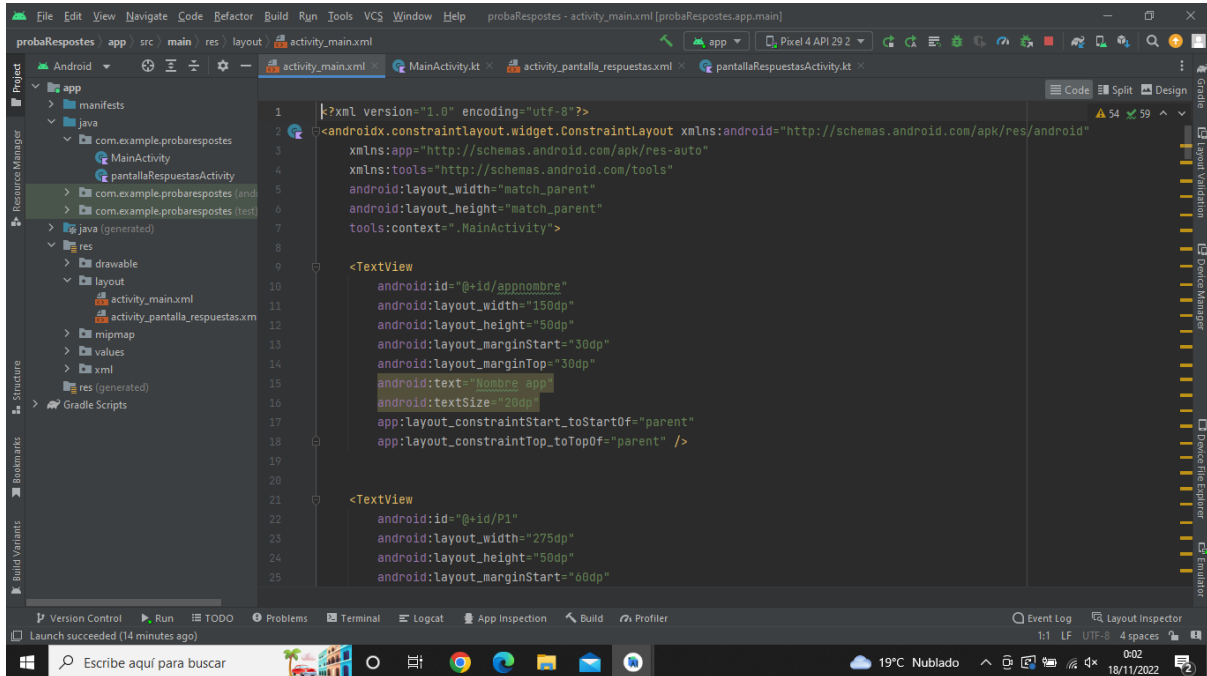 File Edit View Navigate Code Refactor Build Run Tools VCS Window Help probaRespostes - activity_main.xml [probaRespostes.app.main]
probaRespostes app src main res layout activity_main.xml
app Pixel 4 API 29 2
Android
activity_main.xml MainActivity.kt activity_pantalla_respuestas.xml pantallaRespuestasActivity.kt
Code Split Design
54 59
Project
Resource Manager
Structure
Bookmarks
Build Variants
app
manifests
java
com.example.probarespostes
MainActivity
pantallaRespuestasActivity
com.example.probarespostes (and
com.example.probarespostes (test)
java (generated)
res
drawable
layout
activity_main.xml
activity_pantalla_respuestas.xm
mipmap
values
xml
res (generated)
Gradle Scripts
1 <?xml version="1.0" encoding="utf-8"?>
2 <androidx.constraintlayout.widget.ConstraintLayout xmlns:android="http://schemas.android.com/apk/res/android"
3 xmlns:app="http://schemas.android.com/apk/res-auto"
4 xmlns:tools="http://schemas.android.com/tools"
5 android:layout_width="match_parent"
6 android:layout_height="match_parent"
7 tools:context=".MainActivity">
8
9 <TextView
10 android:id="@+id/appnombre"
11 android:layout_width="150dp"
12 android:layout_height="50dp"
13 android:layout_marginStart="30dp"
14 android:layout_marginTop="30dp"
15 android:text="Nombre app"
16 android:textSize="20dp"
17 app:layout_constraintStart_toStartOf="parent"
18 app:layout_constraintTop_toTopOf="parent" />
19
20
21 <TextView
22 android:id="@+id/P1"
23 android:layout_width="275dp"
24 android:layout_height="50dp"
25 android:layout_marginStart="60dp"
Gradle
Layout Validation
Device Manager
Device File Explorer
Emulator
Version Control Run TODO Problems Terminal Logcat App Inspection Build Profiler Event Log Layout Inspector
Launch succeeded (14 minutes ago) 1:1 LF UTF-8 4 spaces
Escribe aquí para buscar 19°C Nublado 0:02
18/11/2022 2